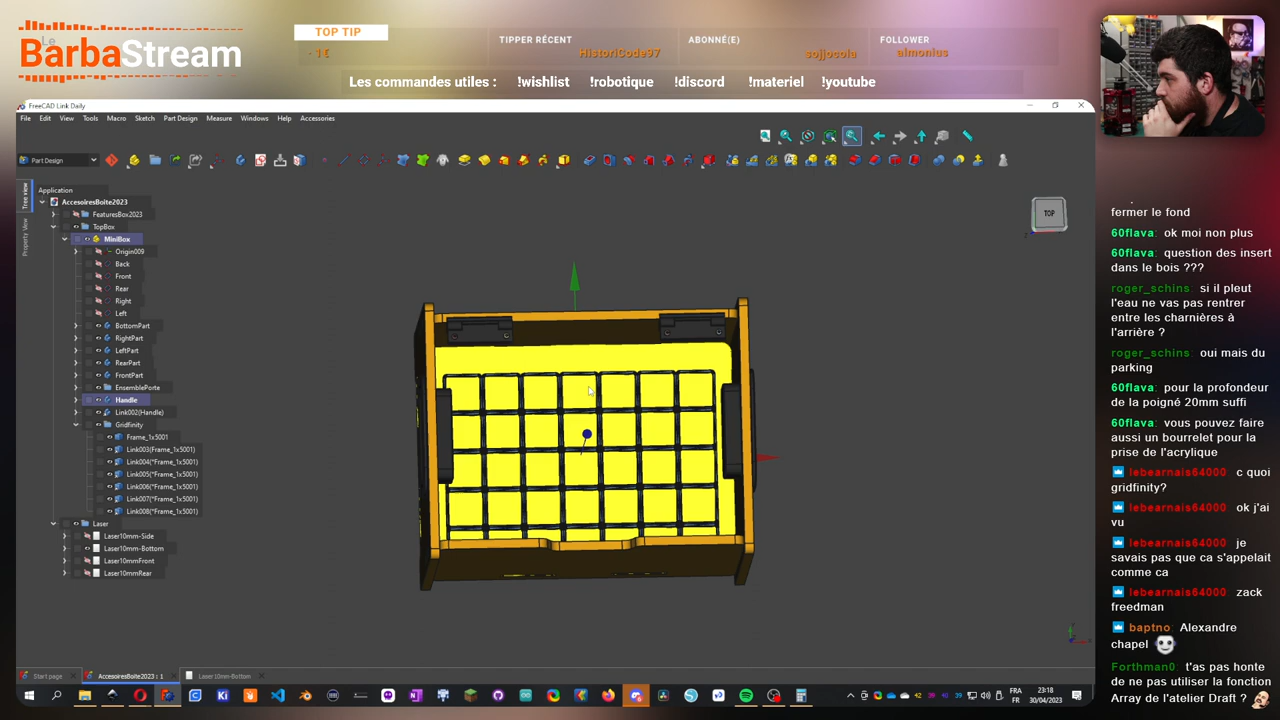 Le
BarbaStream
TOP TIP
- 1 €
TIPPER RÉCENT
HistoriCode97
ABONNÉ(E)
sojjocola
FOLLOWER
almonius
Les commandes utiles : !wishlist !robotique !discord !materiel !youtube
FreeCAD Link Daily
File Edit View Tools Macro Sketch Part Design Measure Windows Help Accessories
Part Design
Tree view
Property View
Application
AccesoiresBoite2023
FeaturesBox2023
TopBox
MiniBox
Origin009
Back
Front
Rear
Right
Left
BottomPart
RightPart
LeftPart
RearPart
FrontPart
EnsemblePorte
Handle
Link002(Handle)
Gridfinity
Frame_1x5001
Link003(Frame_1x5001)
Link004(*Frame_1x5001)
Link005(*Frame_1x5001)
Link006(*Frame_1x5001)
Link007(*Frame_1x5001)
Link008(*Frame_1x5001)
Laser
Laser10mm-Side
Laser10mm-Bottom
Laser10mmFront
Laser10mmRear
TOP
Start page
AccesoiresBoite2023 : 1
Laser10mm-Bottom
FRA
FR
23:18
30/04/2023
fermer le fond
60flava: ok moi non plus
60flava: question des insert
dans le bois ???
roger_schins: si il pleut
l'eau ne vas pas rentrer
entre les charnières à
l'arrière ?
roger_schins: oui mais du
parking
60flava: pour la profondeur
de la poigné 20mm suffi
60flava: vous pouvez faire
aussi un bourrelet pour la
prise de l'acrylique
lebearnais64000: c quoi
gridfinity?
lebearnais64000: ok j'ai
vu
lebearnais64000: je
savais pas que ca s'appelait
comme ca
lebearnais64000: zack
freedman
baptno: Alexandre
chapel
Forthman0: t'as pas honte
de ne pas utiliser la fonction
Array de l'atelier Draft ?